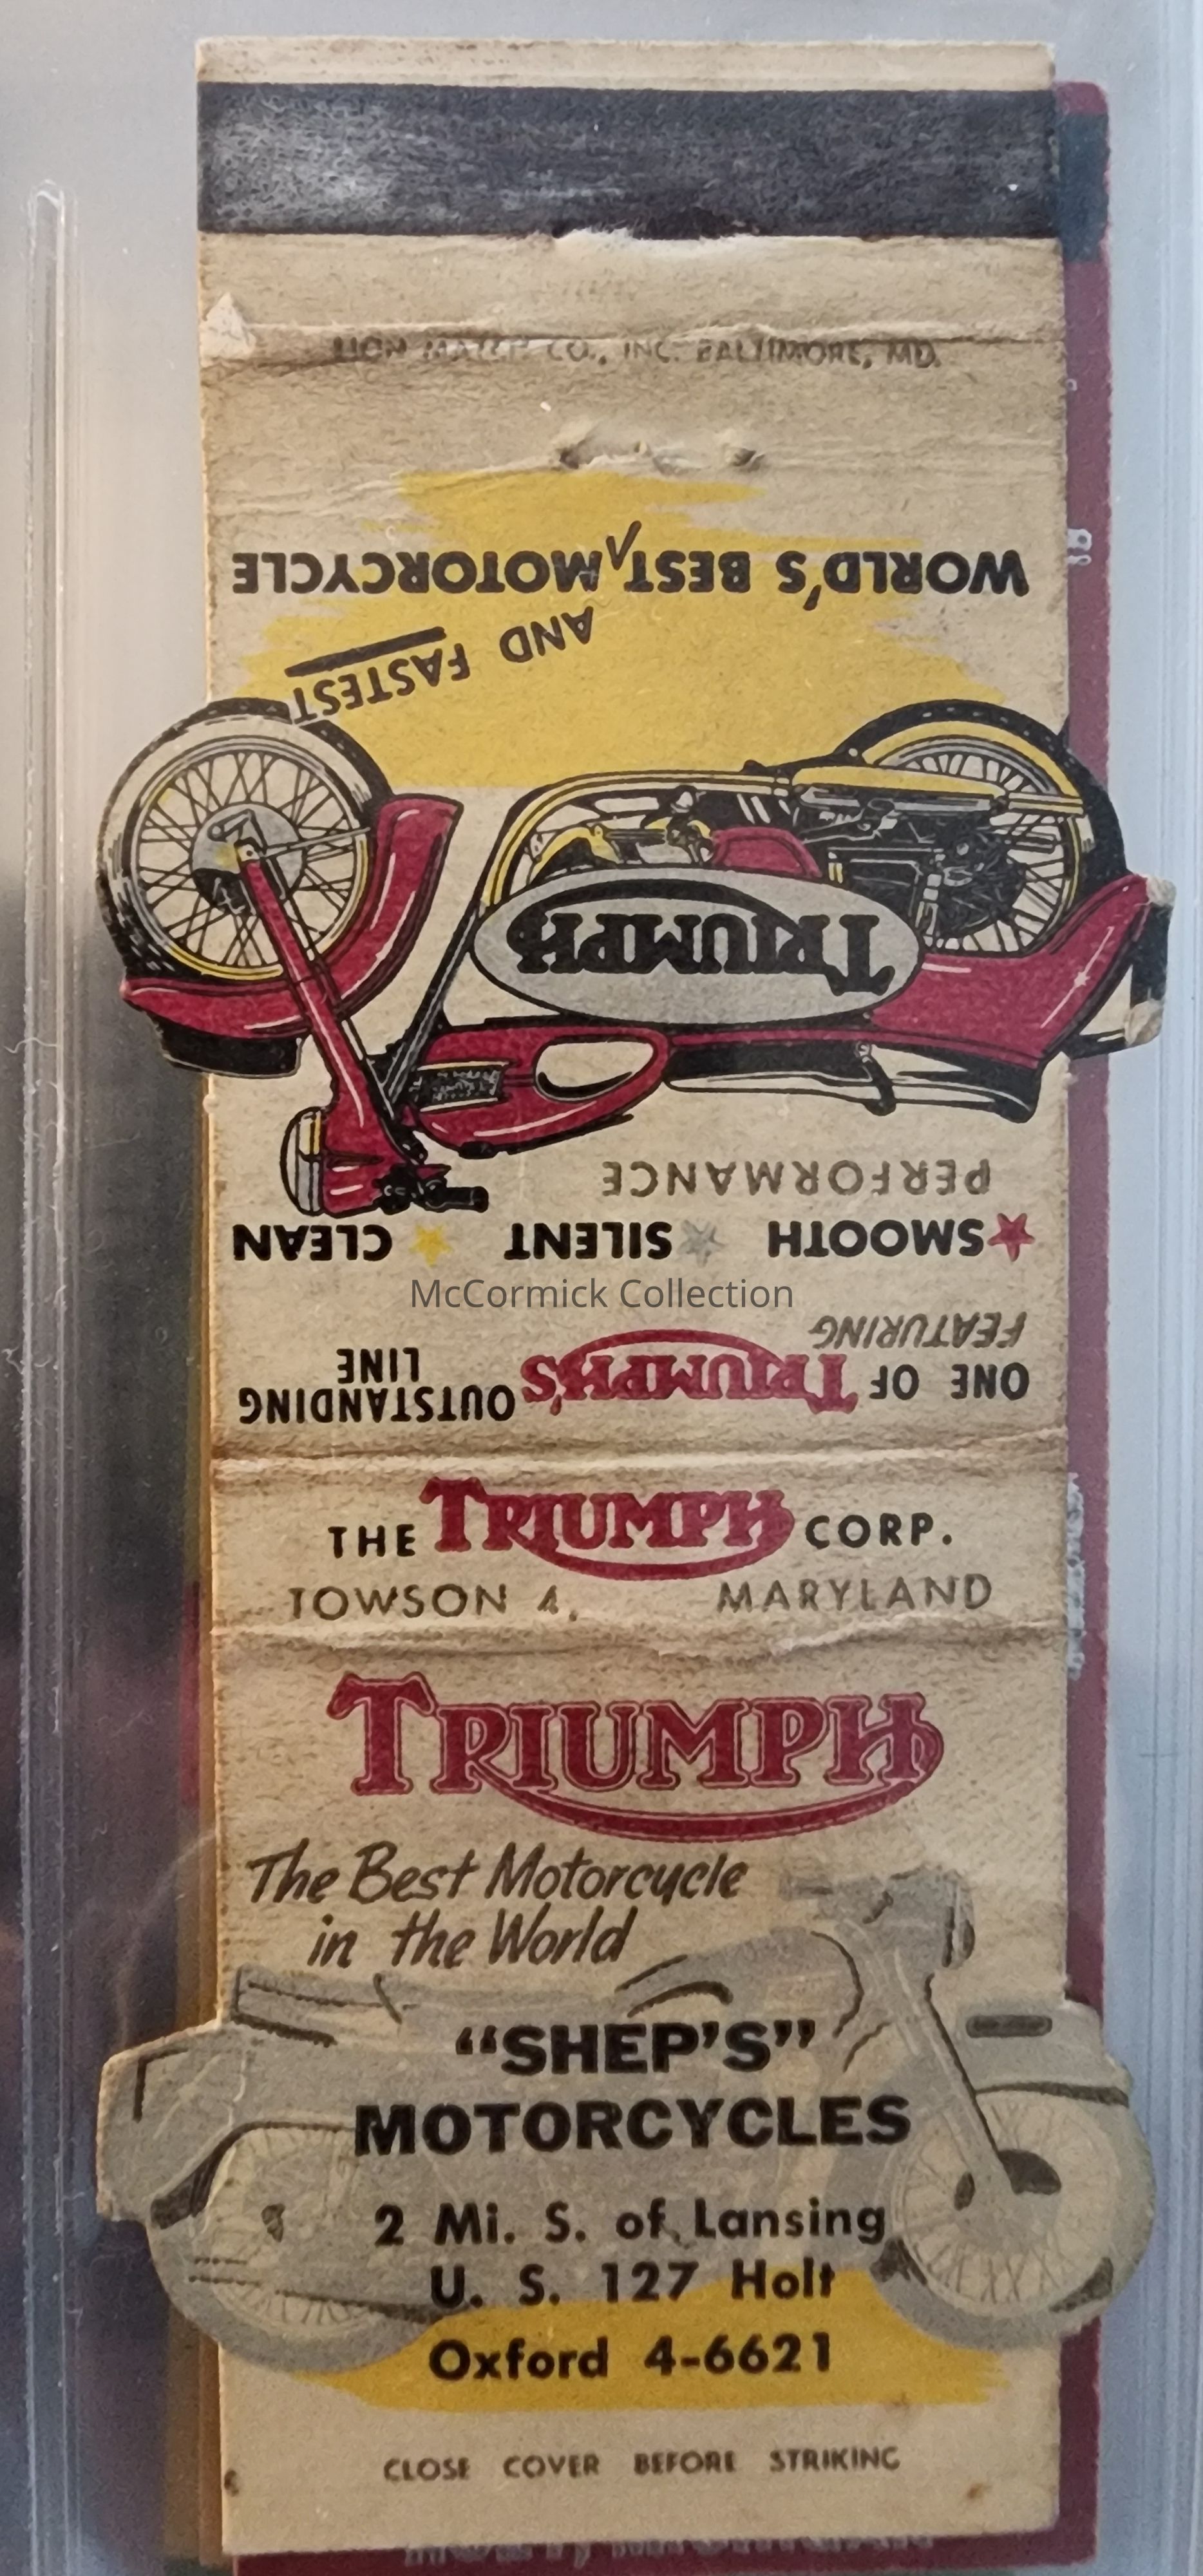 LION MATCH CO., INC. BALTIMORE, MD.
WORLD'S BEST MOTORCYCLE
AND FASTEST
TRIUMPH
PERFORMANCE
SMOOTH SILENT CLEAN
McCormick Collection
FEATURING
ONE OF TRIUMPH'S OUTSTANDING LINE
THE TRIUMPH CORP.
TOWSON 4, MARYLAND
TRIUMPH
The Best Motorcycle
in the World
“SHEP'S”
MOTORCYCLES
2 Mi. S. of Lansing
U. S. 127 Holt
Oxford 4-6621
CLOSE COVER BEFORE STRIKING